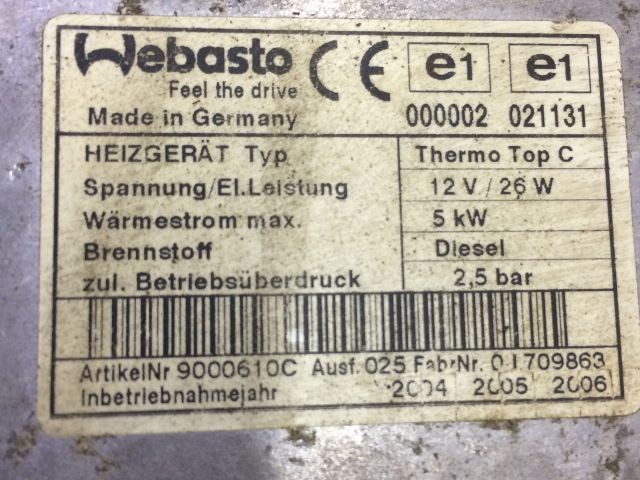 Webasto CE e1 e1
Feel the drive
Made in Germany 000002 021131
HEIZGERÄT Typ Thermo Top C
Spannung/El.Leistung 12 V / 26 W
Wärmestrom max. 5 kW
Brennstoff Diesel
zul. Betriebsüberdruck 2,5 bar
ArtikelNr 9000610C Ausf. 025 FabrNr. 01709863
Inbetriebnahmejahr 2004 2005 2006